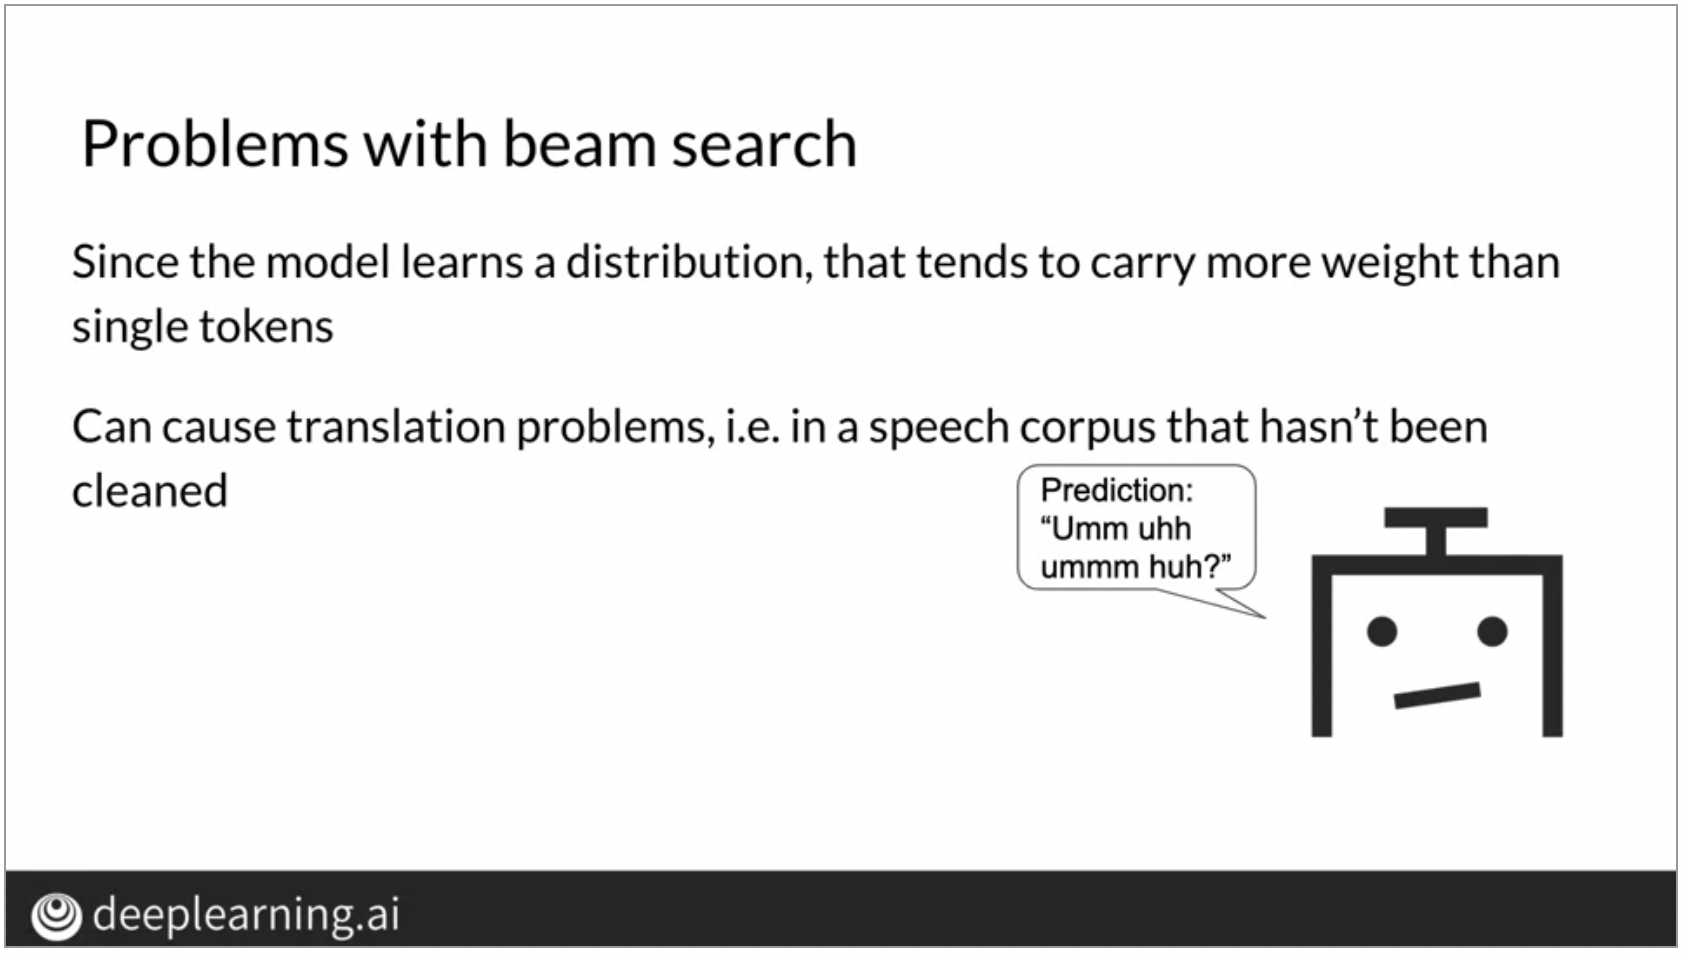 Problems with beam search
Since the model learns a distribution, that tends to carry more weight than
single tokens
Can cause translation problems, i.e. in a speech corpus that hasn’t been
cleaned
Prediction:
“Umm uhh
ummm huh?”
deeplearning.ai